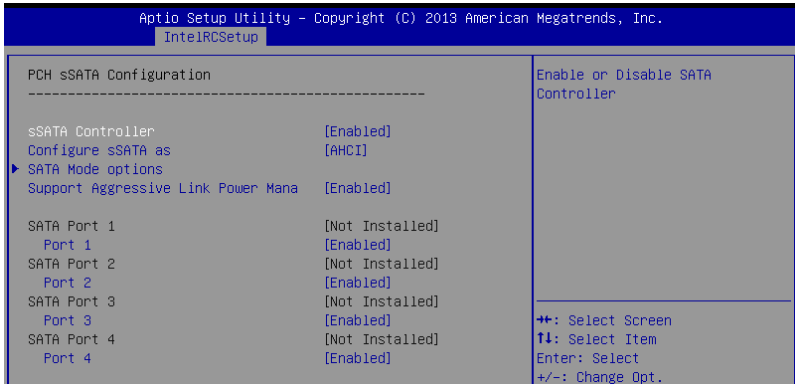 Aptio Setup Utility – Copyright (C) 2013 American Megatrends, Inc.
IntelRCSetup
PCH sSATA Configuration
--------------------------------------------------
sSATA Controller [Enabled]
Configure sSATA as [AHCI]
SATA Mode options
Support Aggressive Link Power Mana [Enabled]
SATA Port 1 [Not Installed]
Port 1 [Enabled]
SATA Port 2 [Not Installed]
Port 2 [Enabled]
SATA Port 3 [Not Installed]
Port 3 [Enabled]
SATA Port 4 [Not Installed]
Port 4 [Enabled]
Enable or Disable SATA
Controller
→←: Select Screen
↑↓: Select Item
Enter: Select
+/-: Change Opt.